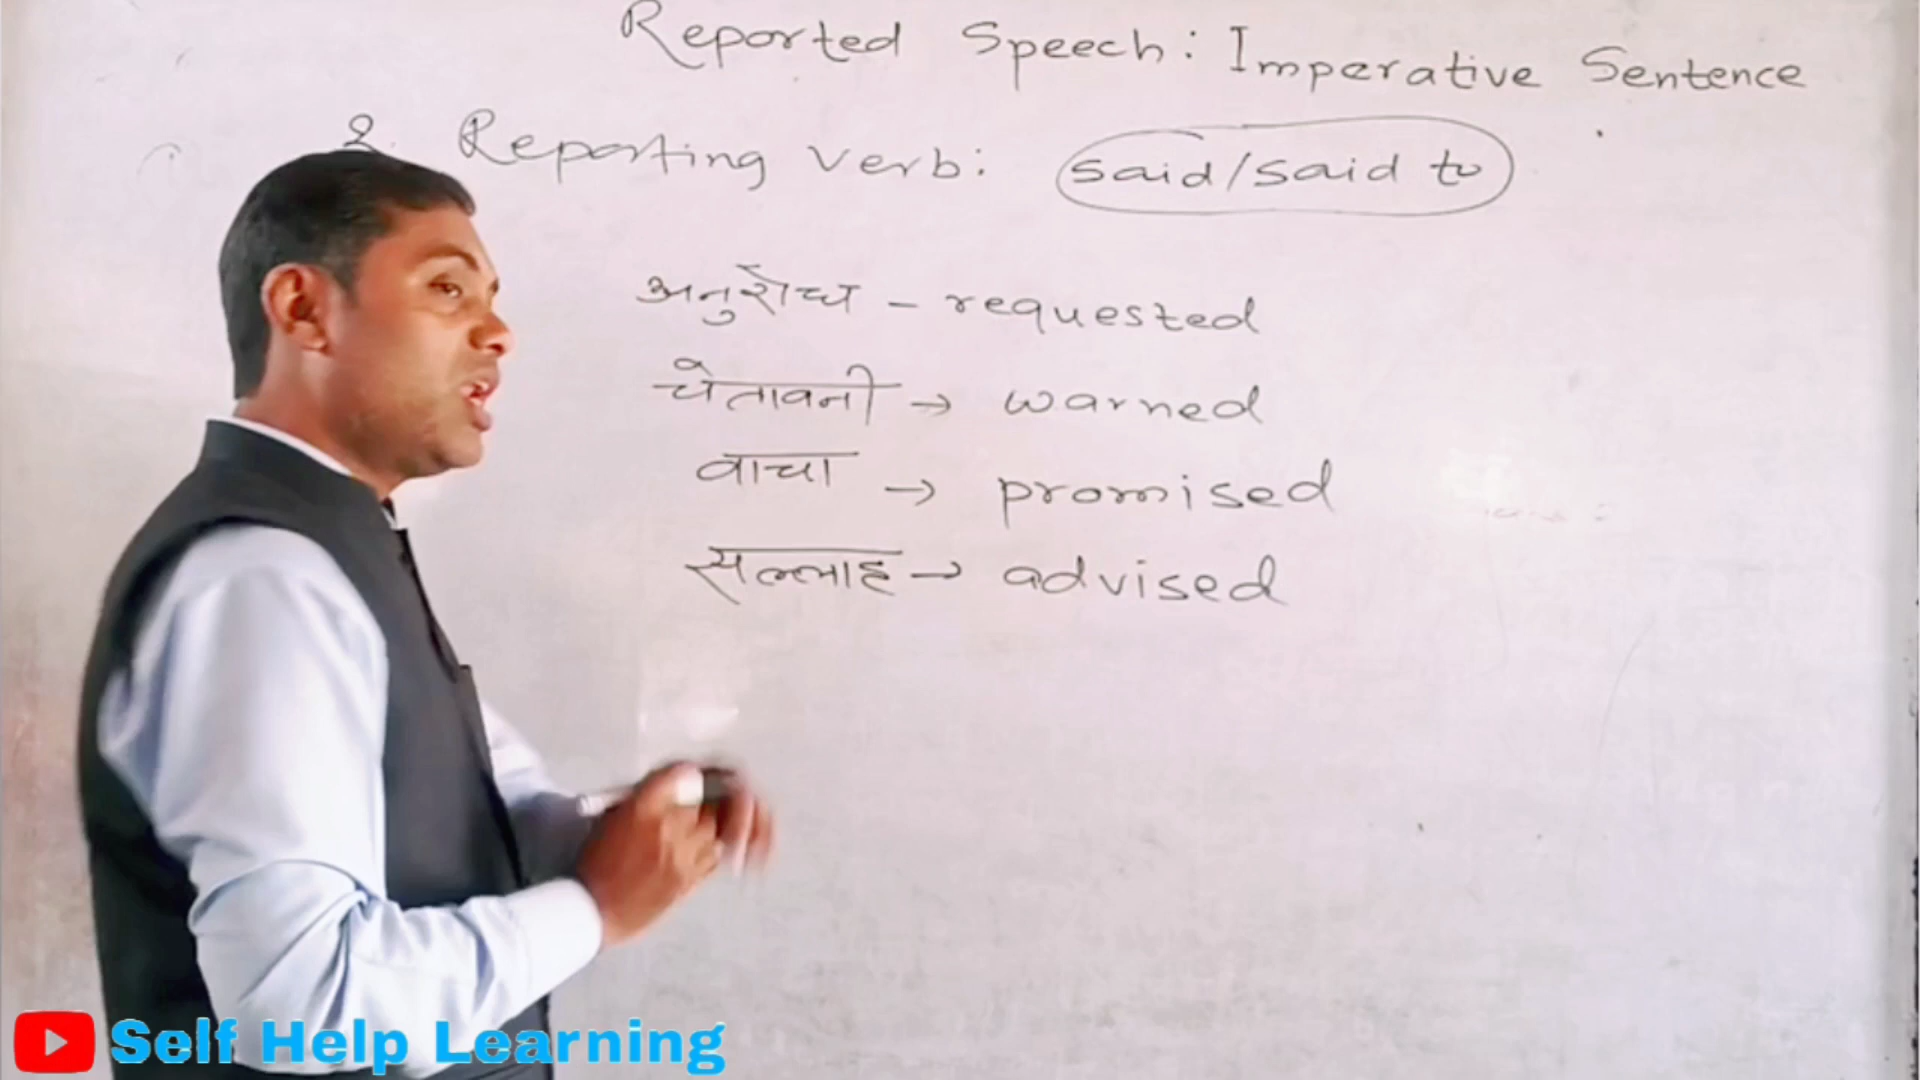 Reported Speech: Imperative Sentence
2. Reporting verb: said/said to
अनुरोध - requested
चेतावनी → warned
वाचा → promised
सल्लाह → advised
Self Help Learning